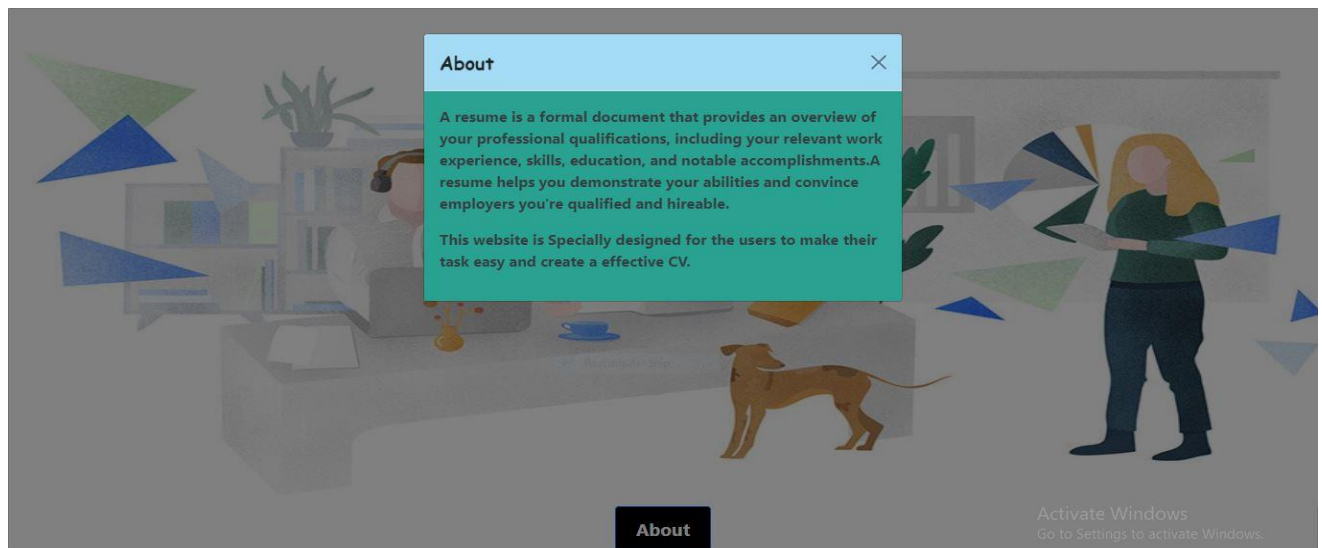 About
A resume is a formal document that provides an overview of
your professional qualifications, including your relevant work
experience, skills, education, and notable accomplishments.A
resume helps you demonstrate your abilities and convince
employers you're qualified and hireable.
This website is Specially designed for the users to make their
task easy and create a effective CV.
Rectangular Snip
About
Activate Windows
Go to Settings to activate Windows.